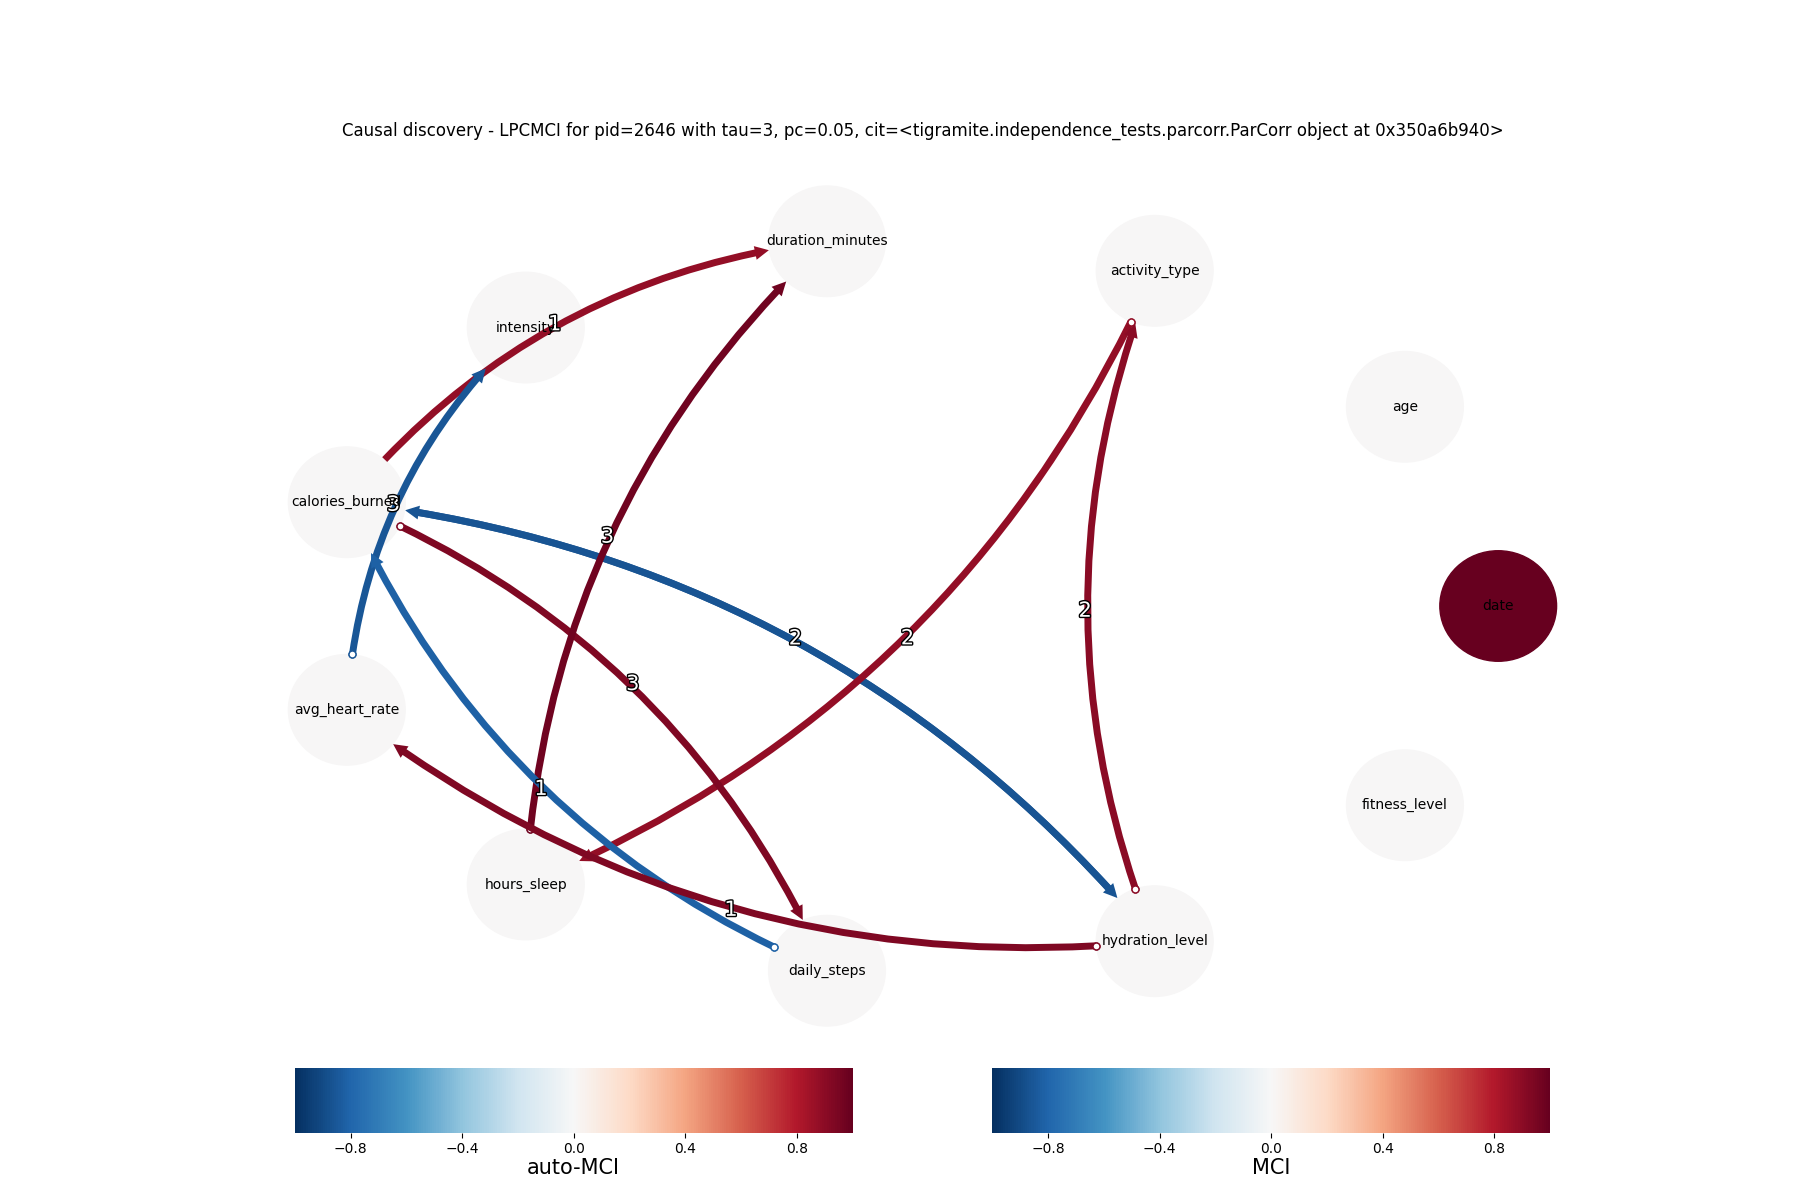 Causal discovery - LPCMCI for pid=2646 with tau=3, pc=0.05, cit=<tigramite.independence_tests.parcorr.ParCorr object at 0x350a6b940>
duration_minutes
activity_type
intensity
1
age
calories_burned
3
3
date
2
2
2
3
avg_heart_rate
1
fitness_level
hours_sleep
1
hydration_level
daily_steps
−0.8 −0.4 0.0 0.4 0.8
auto-MCI
−0.8 −0.4 0.0 0.4 0.8
MCI